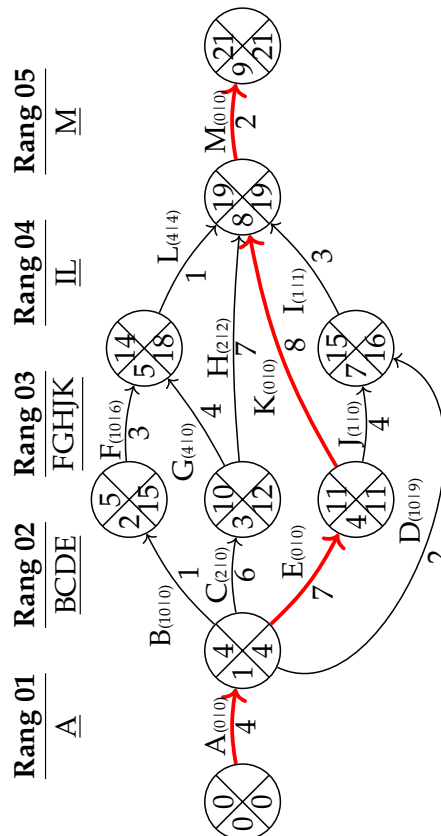 Rang 01
A
Rang 02
BCDE
Rang 03
FGHJK
Rang 04
IL
Rang 05
M
0
0
0
A(0|0)
4
1
4
4
B(10|0)
1
C(2|0)
6
E(0|0)
7
D(10|9)
2
2
5
15
3
10
12
4
11
11
F(10|6)
3
G(4|0)
4
H(2|2)
7
K(0|0)
8
J(1|0)
4
5
14
18
7
15
16
L(4|4)
1
I(1|1)
3
8
19
19
M(0|0)
2
9
21
21